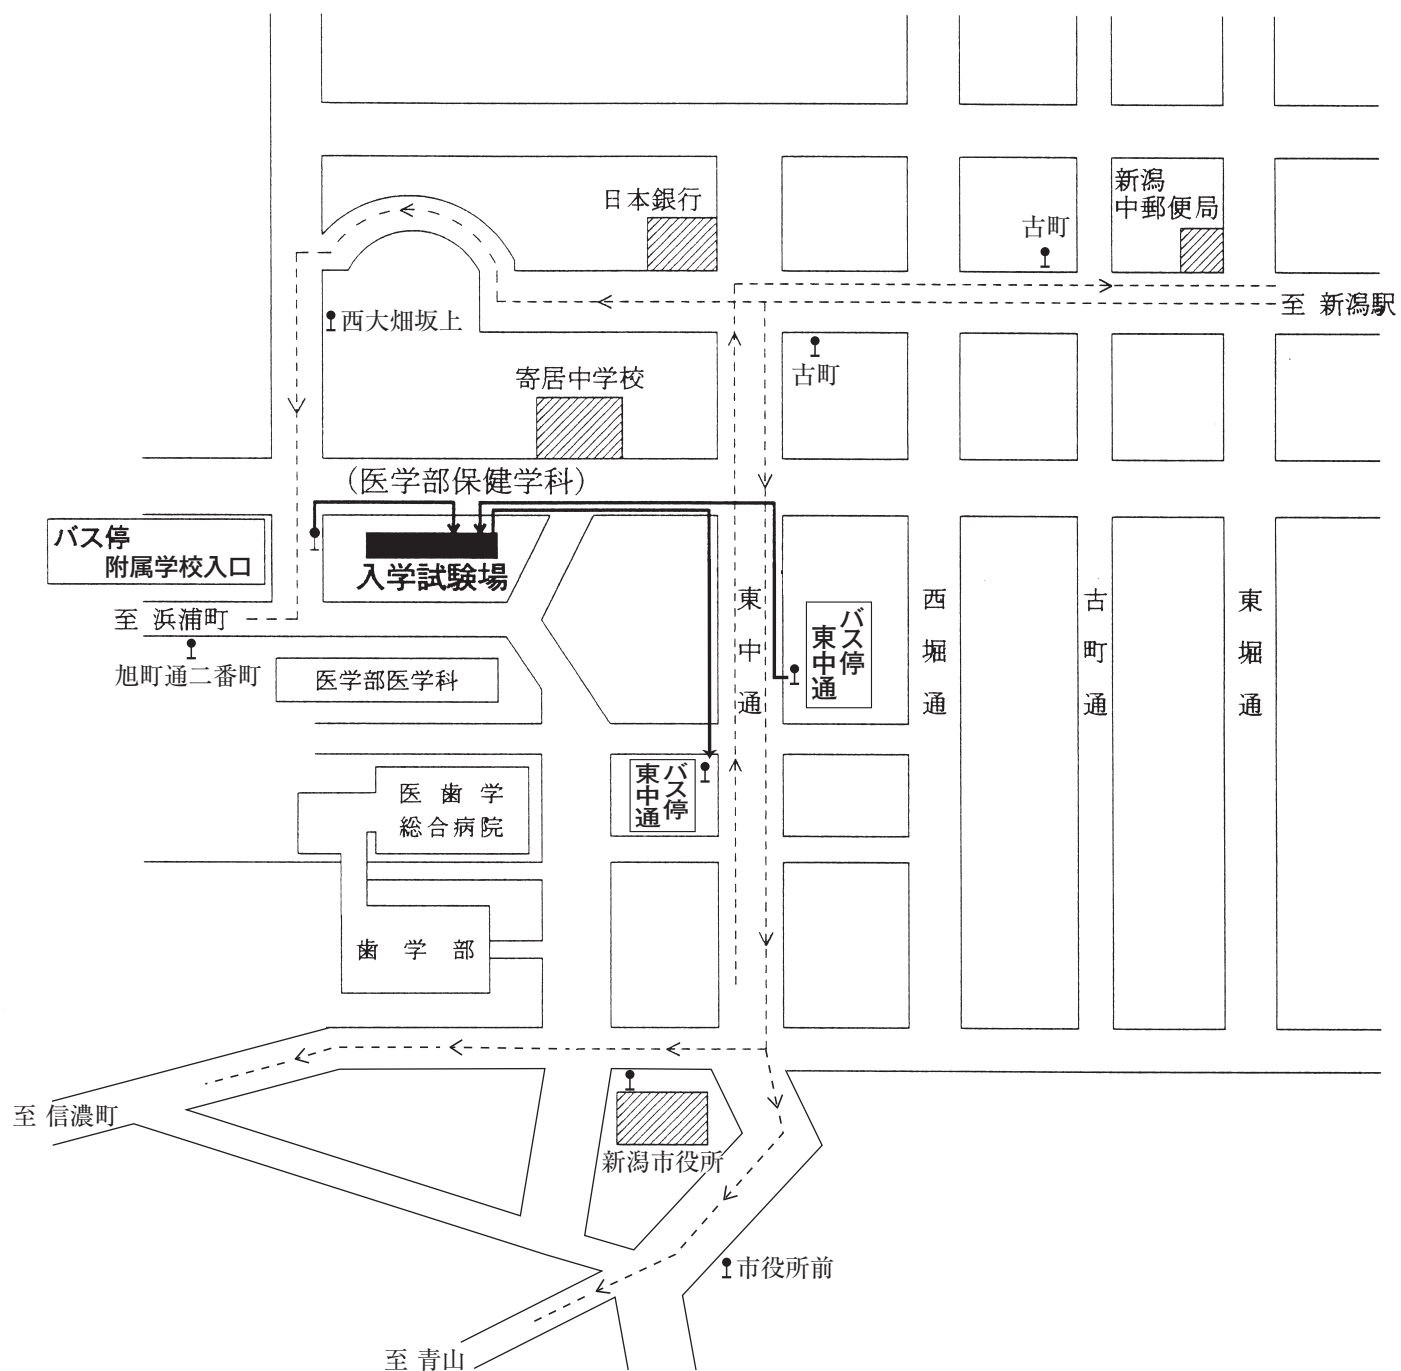 新潟
中郵便局
日本銀行
古町
至 新潟駅
西大畑坂上
古町
寄居中学校
（医学部保健学科）
バス停
附属学校入口
入学試験場
至 浜浦町
旭町通二番町
医学部医学科
東中通
バス停
東中通
西堀通
古町通
東堀通
医歯学
総合病院
バス停
東中通
歯学部
至 信濃町
新潟市役所
市役所前
至 青山